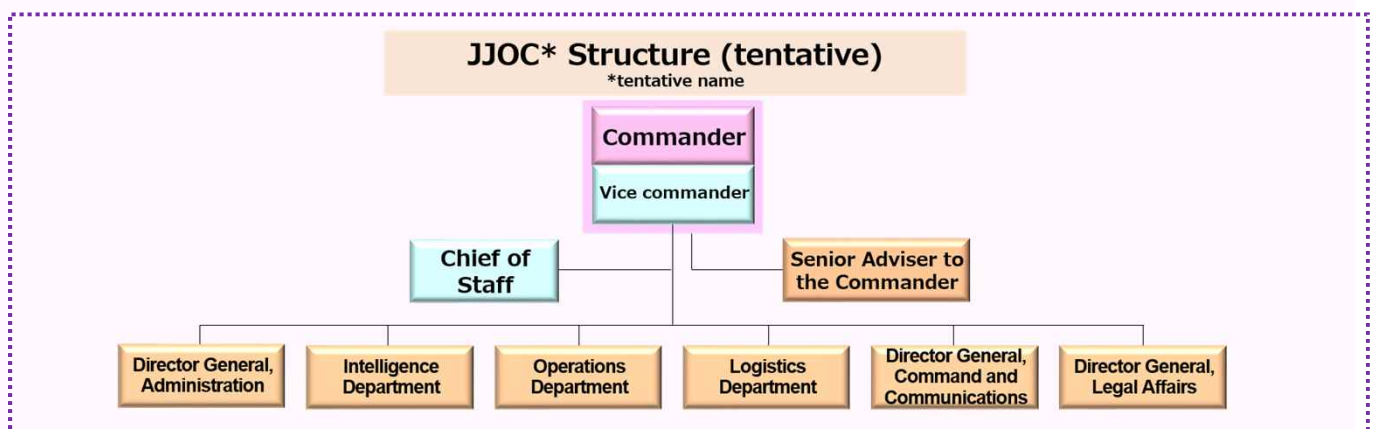 JJOC* Structure (tentative)
*tentative name
Commander
Vice commander
Chief of
Staff
Senior Adviser to
the Commander
Director General,
Administration
Intelligence
Department
Operations
Department
Logistics
Department
Director General,
Command and
Communications
Director General,
Legal Affairs